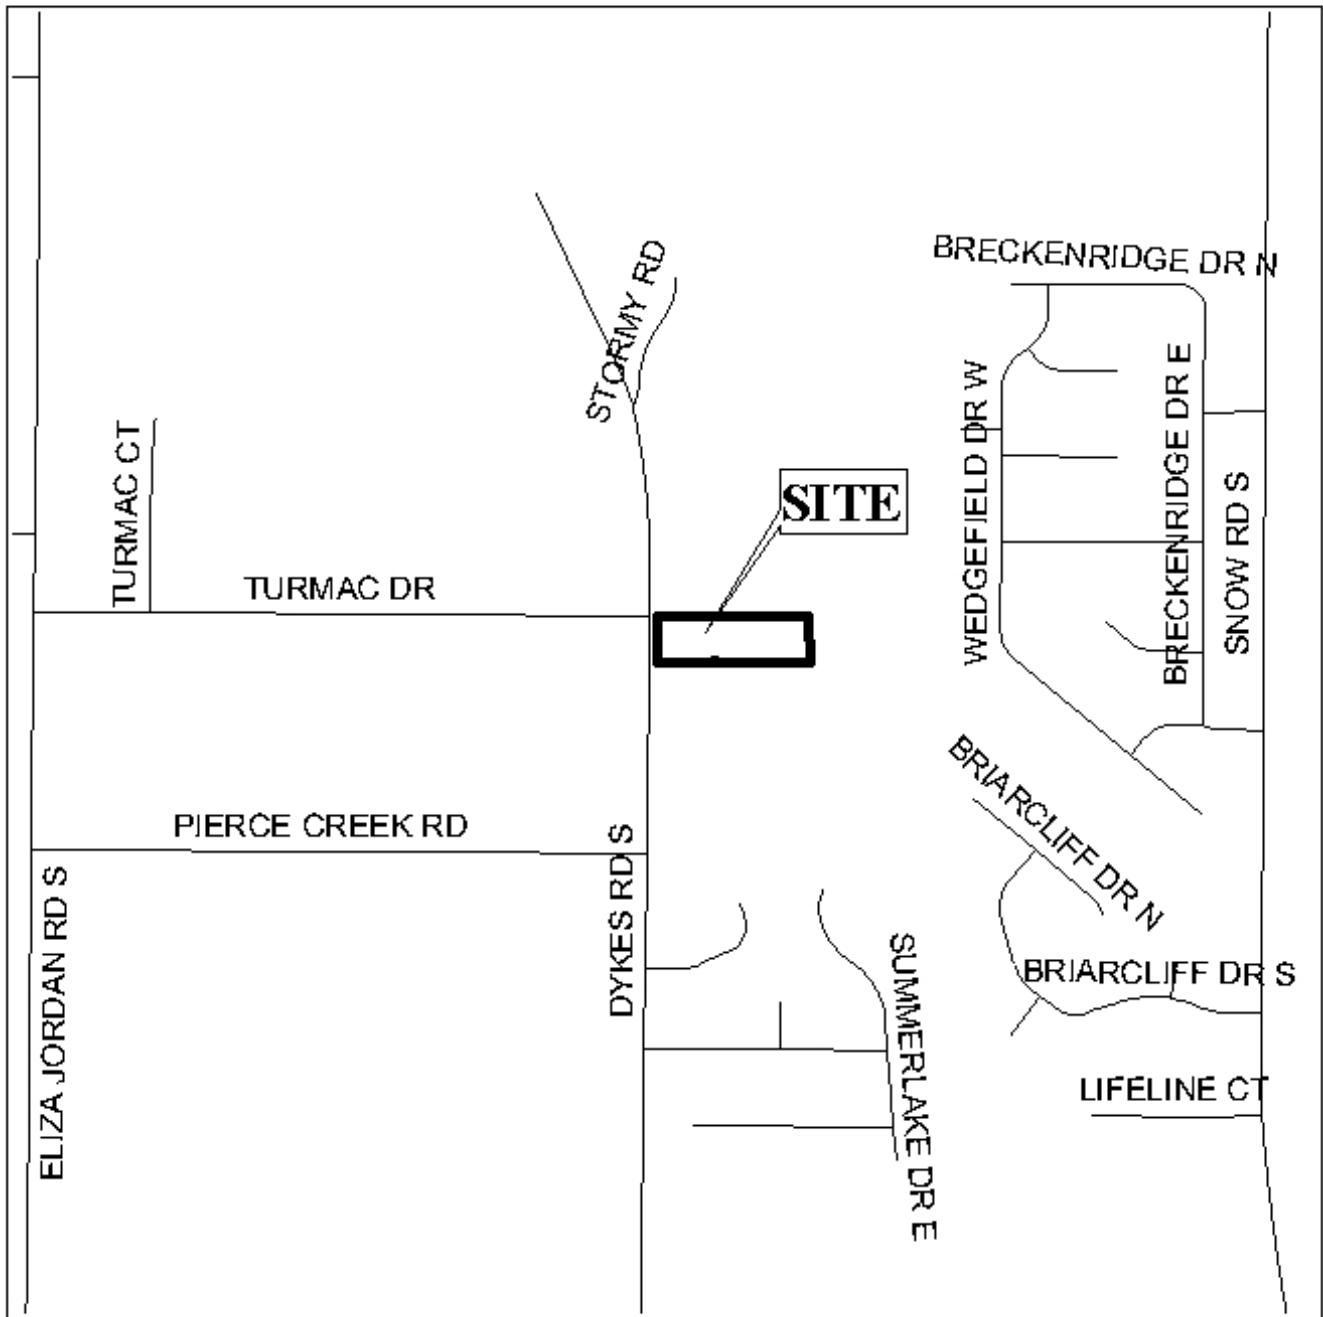 BRECKENRIDGE DR N
STORMY RD
WEDGEFIELD DR W
BRECKENRIDGE DR E
TURMAC CT
SITE
SNOW RD S
TURMAC DR
BRIARCLIFF DR N
PIERCE CREEK RD
DYKES RD S
ELIZA JORDAN RD S
SUMMERLAKE DR E
BRIARCLIFF DR S
LIFELINE CT